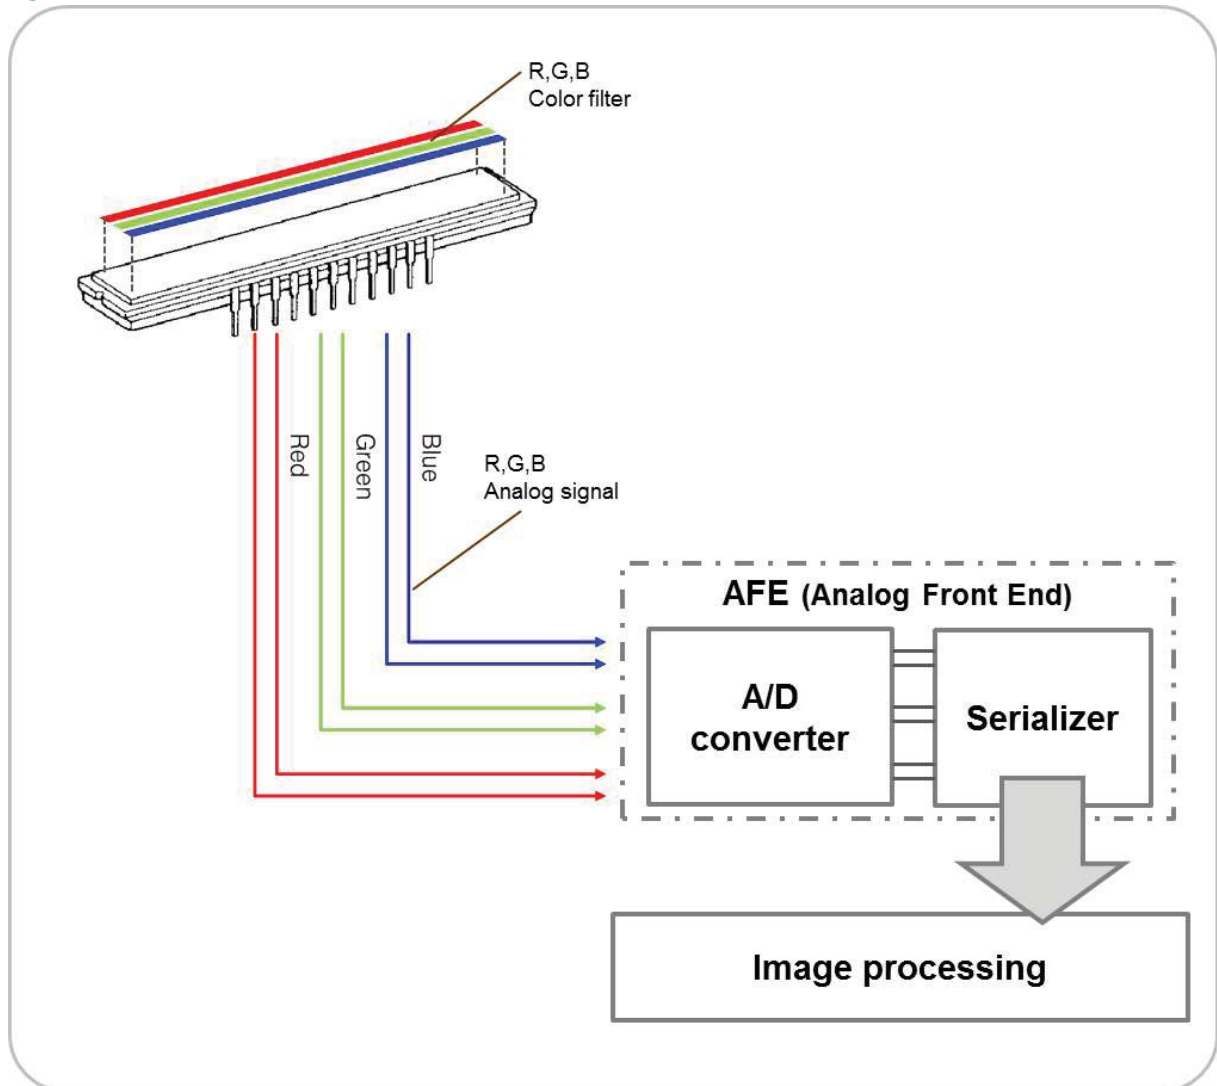 R,G,B
Color filter
Red
Green
Blue
R,G,B
Analog signal
AFE (Analog Front End)
A/D
converter
Serializer
Image processing